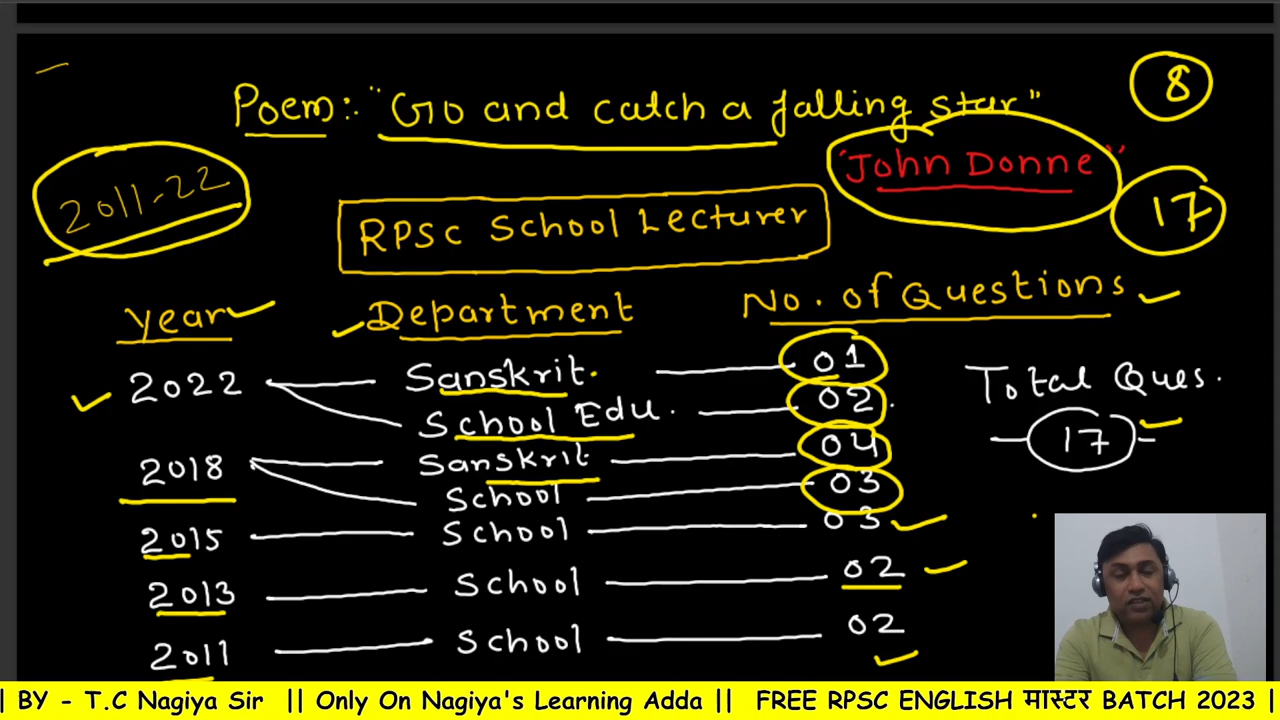 Poem:- "Go and catch a falling star"
8
"John Donne"
2011-22
17
RPSC School Lecturer
Year Department No. of Questions
2022 Sanskrit. 01
School Edu. 02
2018 Sanskrit 04
School 03
2015 School 03
2013 School 02
2011 School 02
Total Ques.
17
| BY - T.C Nagiya Sir || Only On Nagiya's Learning Adda || FREE RPSC ENGLISH मास्टर BATCH 2023 |